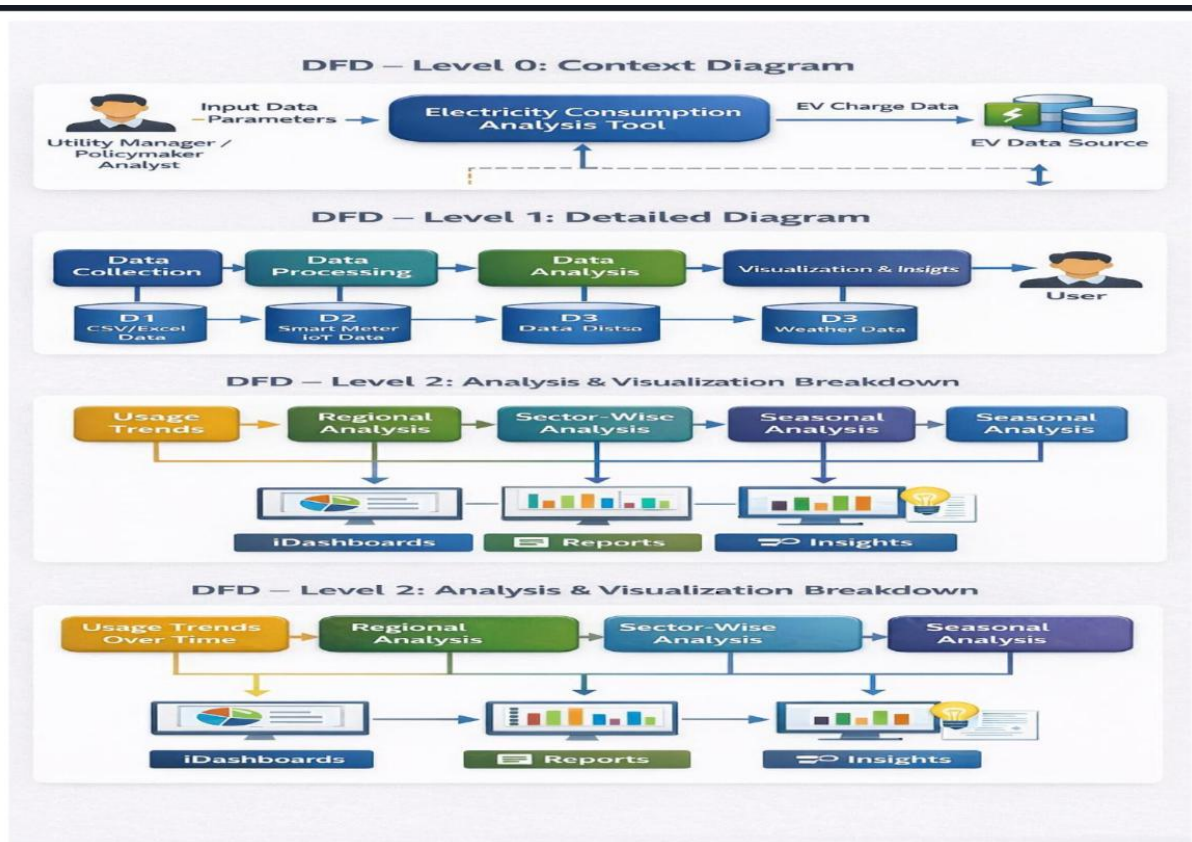 DFD – Level 0: Context Diagram
Input Data
Parameters
Utility Manager /
Policymaker
Analyst
Electricity Consumption
Analysis Tool
EV Charge Data
EV Data Source
DFD – Level 1: Detailed Diagram
Data
Collection
Data
Processing
Data
Analysis
Visualization & Insigts
User
D1
CSV/Excel
Data
D2
Smart Meter
IoT Data
D3
Data Distso
D3
Weather Data
DFD – Level 2: Analysis & Visualization Breakdown
Usage
Trends
Regional
Analysis
Sector-Wise
Analysis
Seasonal
Analysis
Seasonal
Analysis
iDashboards
Reports
Insights
DFD – Level 2: Analysis & Visualization Breakdown
Usage Trends
Over Time
Regional
Analysis
Sector-Wise
Analysis
Seasonal
Analysis
iDashboards
Reports
Insights